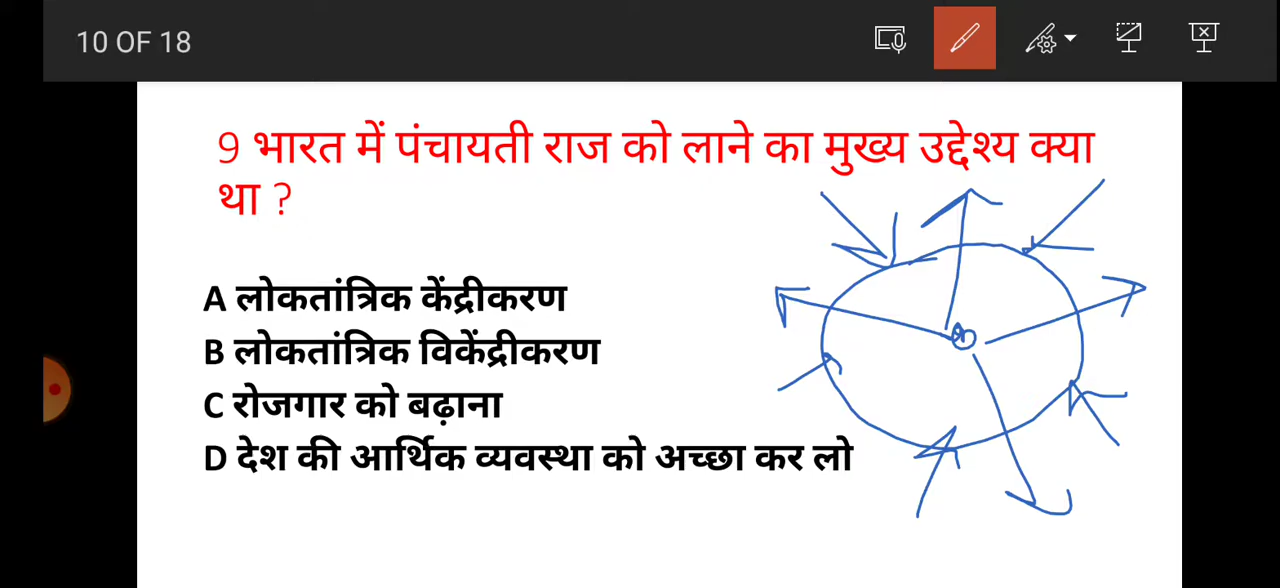 10 OF 18
9 भारत में पंचायती राज को लाने का मुख्य उद्देश्य क्या
था ?
A लोकतांत्रिक केंद्रीकरण
B लोकतांत्रिक विकेंद्रीकरण
C रोजगार को बढ़ाना
D देश की आर्थिक व्यवस्था को अच्छा कर लो